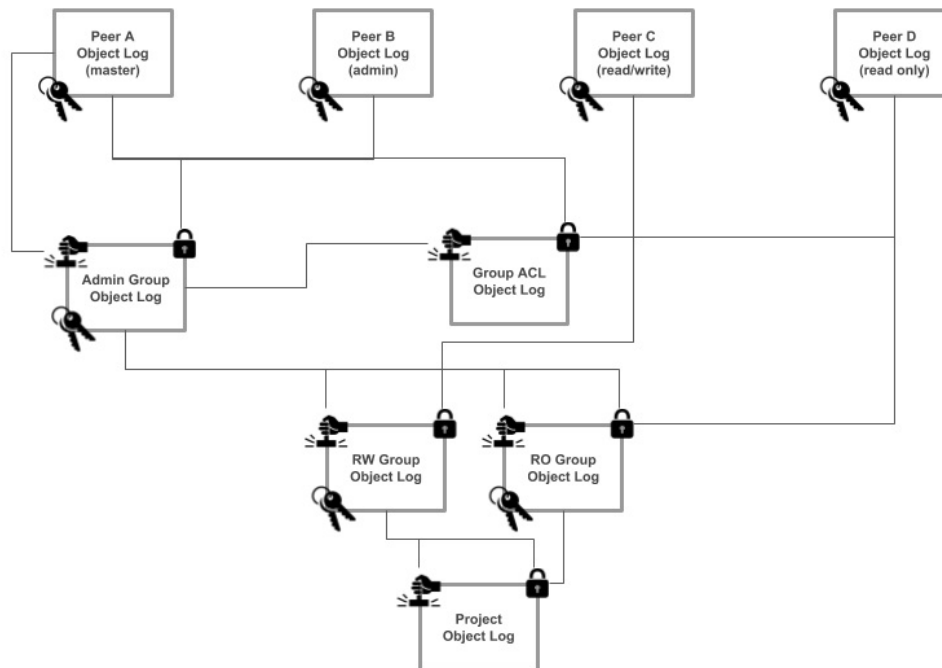 Peer A
Object Log
(master)
Peer B
Object Log
(admin)
Peer C
Object Log
(read/write)
Peer D
Object Log
(read only)
Admin Group
Object Log
Group ACL
Object Log
RW Group
Object Log
RO Group
Object Log
Project
Object Log